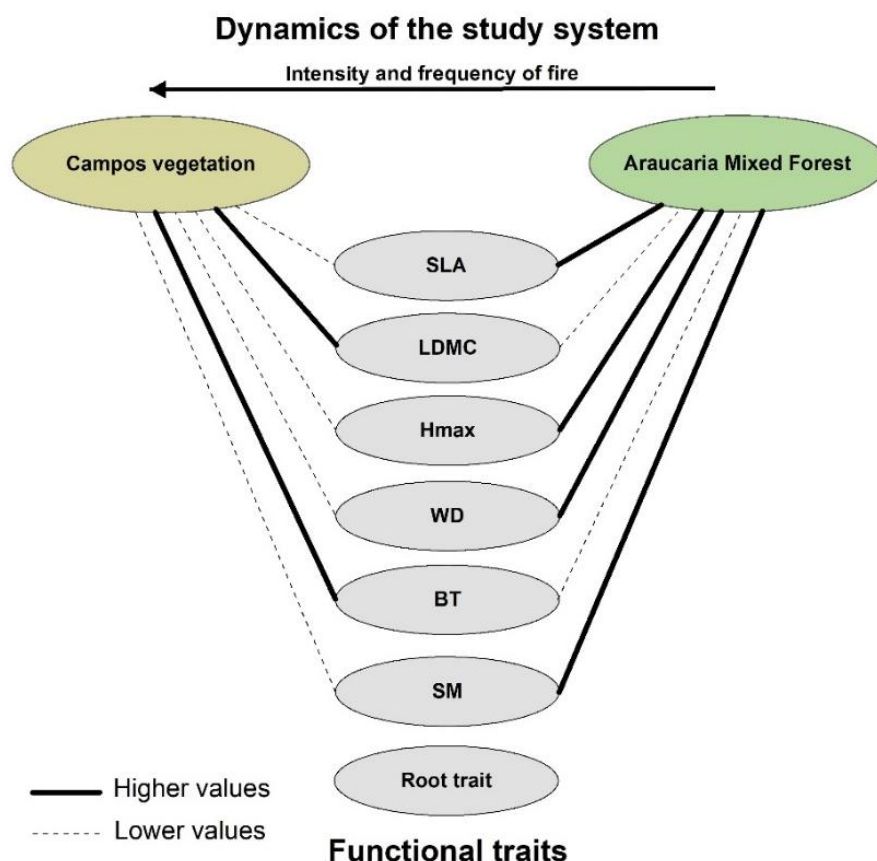 Dynamics of the study system
Intensity and frequency of fire
Campos vegetation
Araucaria Mixed Forest
SLA
LDMC
Hmax
WD
BT
SM
Root trait
Higher values
Lower values
Functional traits